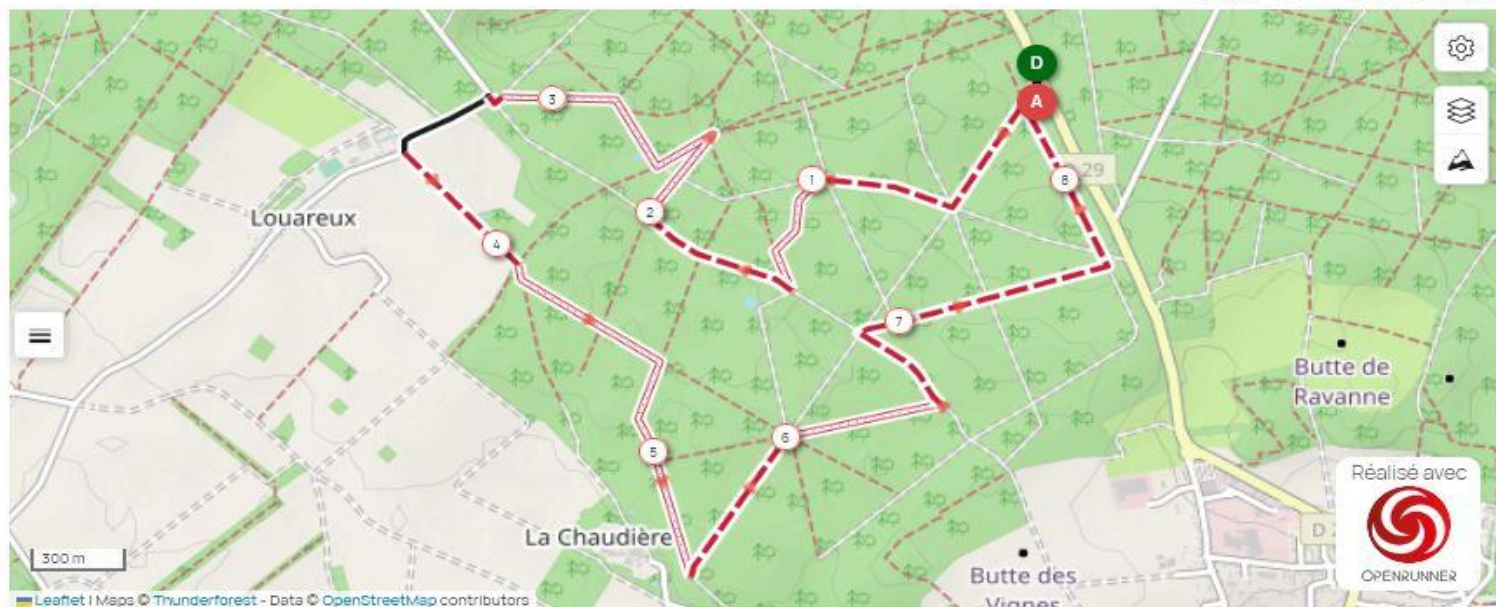 D
A
3
1
D 29
8
2
Louareux
4
7
Butte de
Ravanne
6
5
Réalisé avec
La Chaudière
D
300 m
OPENRUNNER
Butte des
Vignes
Leaflet | Maps © Thunderforest - Data © OpenStreetMap contributors